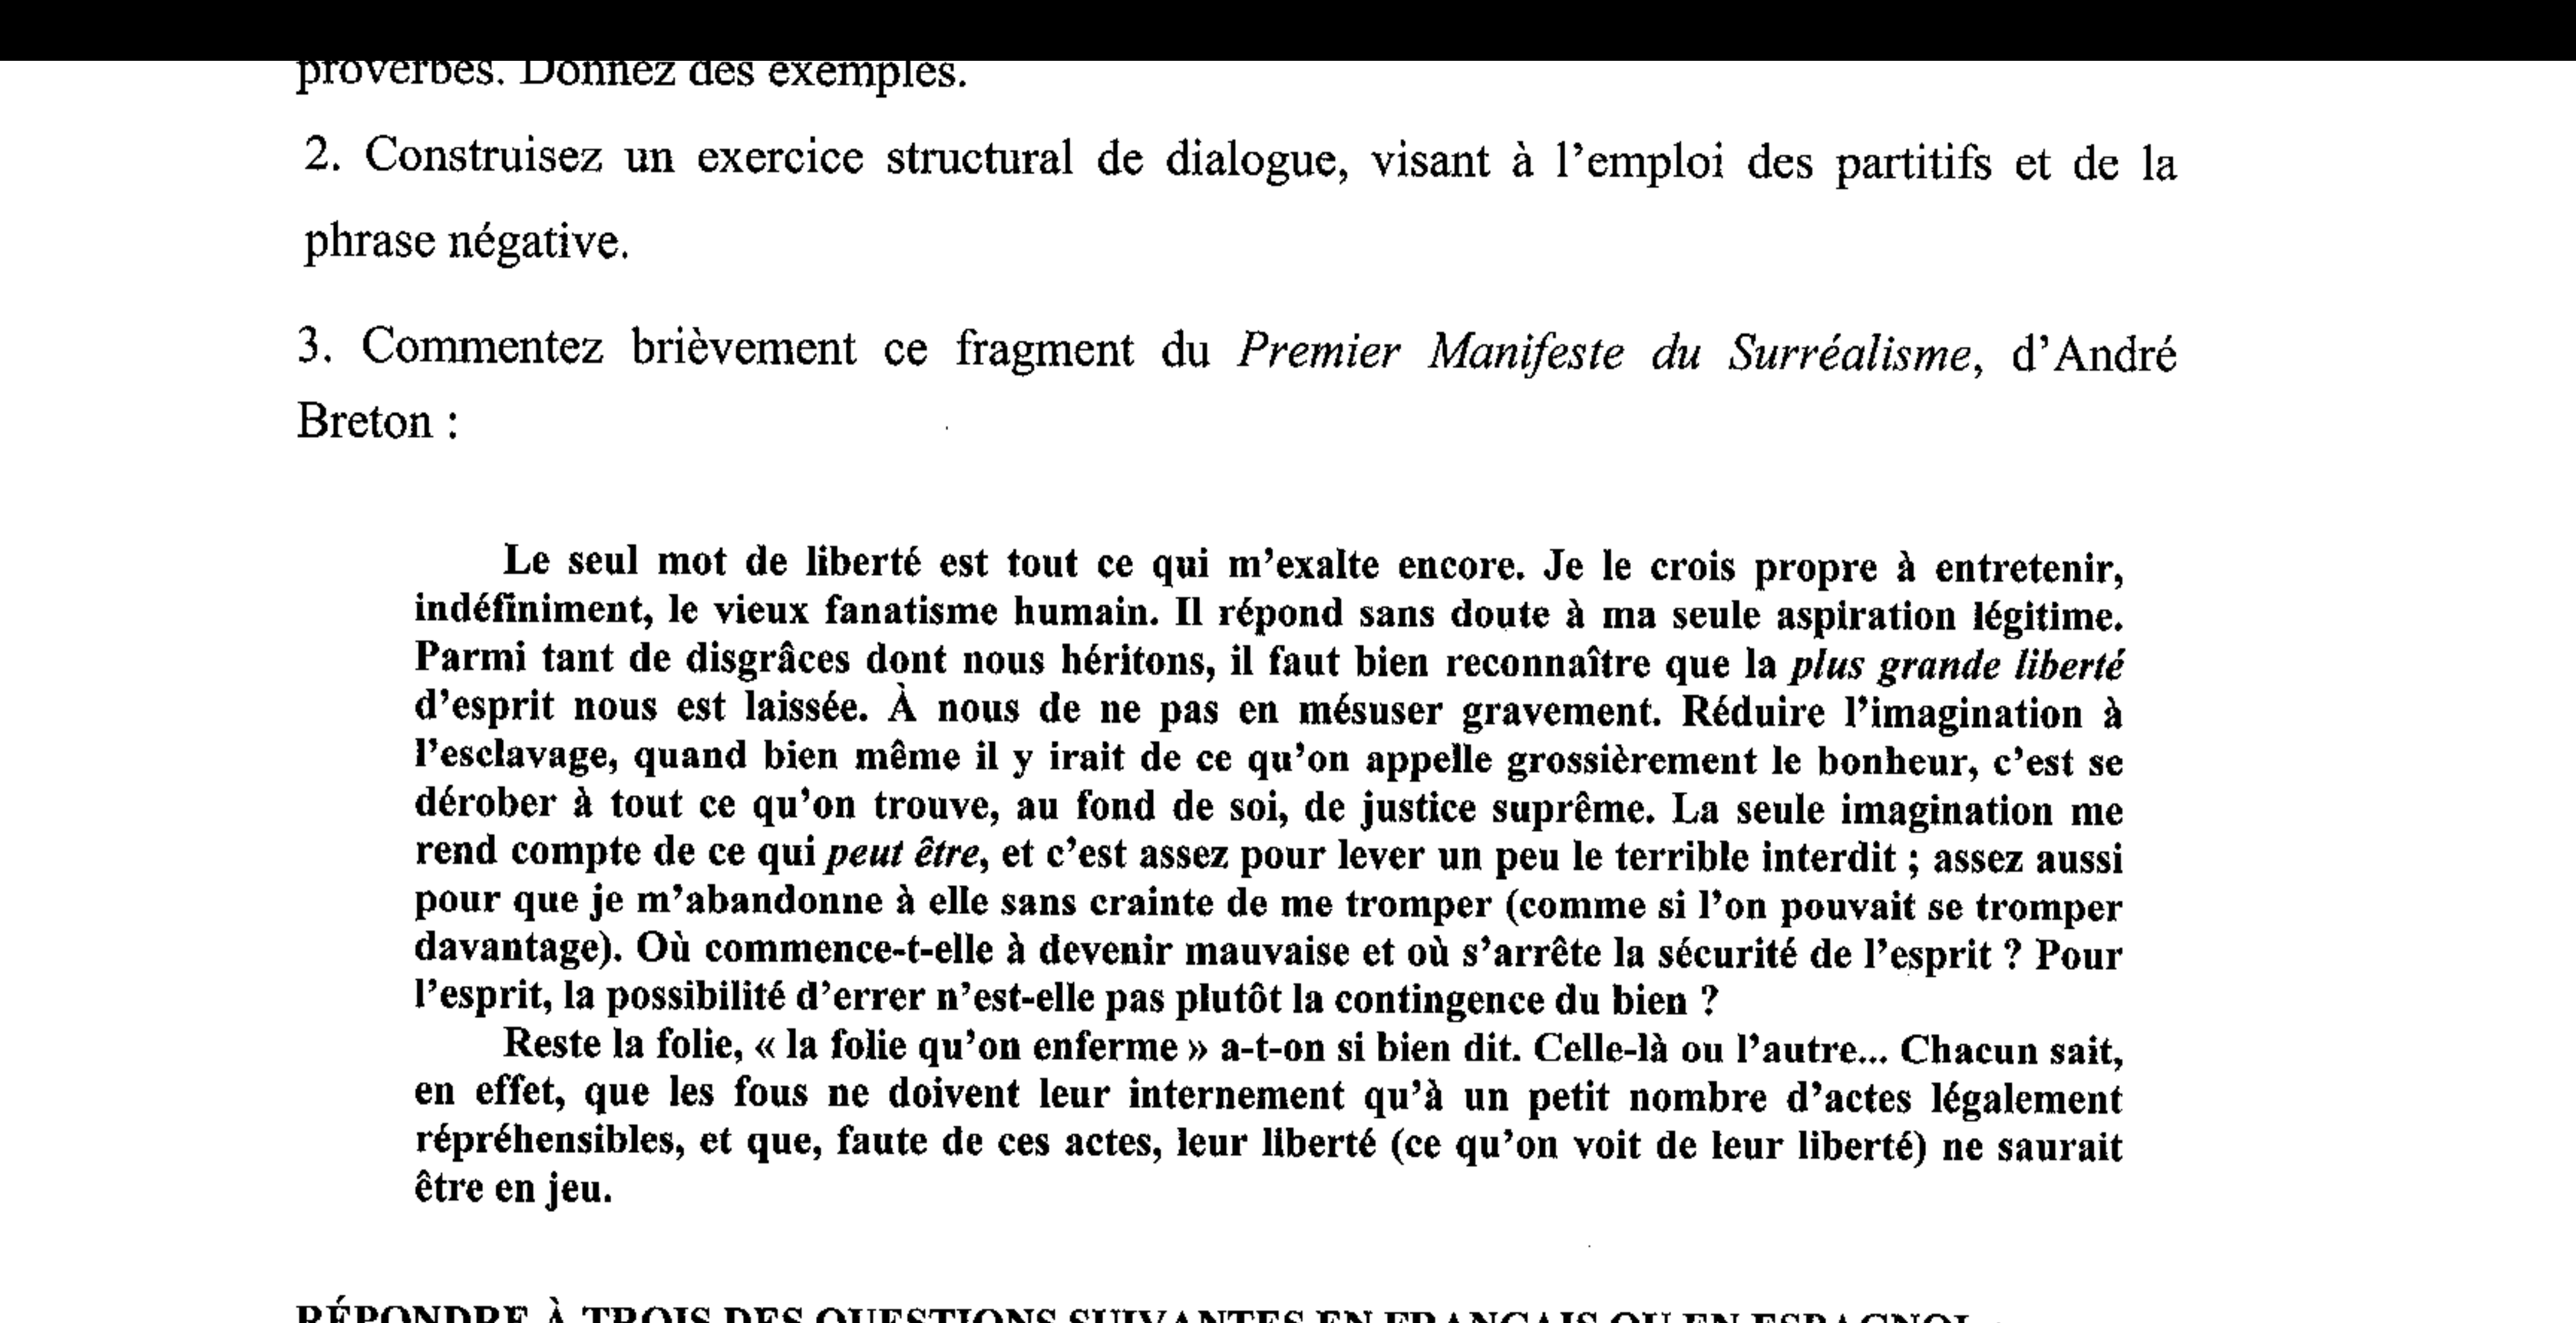 proverbes. Donnez des exemples.
2. Construisez un exercice structural de dialogue, visant à l'emploi des partitifs et de la
phrase négative.
3. Commentez brièvement ce fragment du Premier Manifeste du Surréalisme, d'André
Breton :
Le seul mot de liberté est tout ce qui m'exalte encore. Je le crois propre à entretenir,
indéfiniment, le vieux fanatisme humain. Il répond sans doute à ma seule aspiration légitime.
Parmi tant de disgrâces dont nous héritons, il faut bien reconnaître que la plus grande liberté
d'esprit nous est laissée. À nous de ne pas en mésuser gravement. Réduire l'imagination à
l'esclavage, quand bien même il y irait de ce qu'on appelle grossièrement le bonheur, c'est se
dérober à tout ce qu'on trouve, au fond de soi, de justice suprême. La seule imagination me
rend compte de ce qui peut être, et c'est assez pour lever un peu le terrible interdit ; assez aussi
pour que je m'abandonne à elle sans crainte de me tromper (comme si l'on pouvait se tromper
davantage). Où commence-t-elle à devenir mauvaise et où s'arrête la sécurité de l'esprit ? Pour
l'esprit, la possibilité d'errer n'est-elle pas plutôt la contingence du bien ?
Reste la folie, « la folie qu'on enferme » a-t-on si bien dit. Celle-là ou l'autre... Chacun sait,
en effet, que les fous ne doivent leur internement qu'à un petit nombre d'actes légalement
répréhensibles, et que, faute de ces actes, leur liberté (ce qu'on voit de leur liberté) ne saurait
être en jeu.
RÉPONDRE À TROIS DES QUESTIONS SUIVANTES EN FRANÇAIS OU EN ESPAGNOL